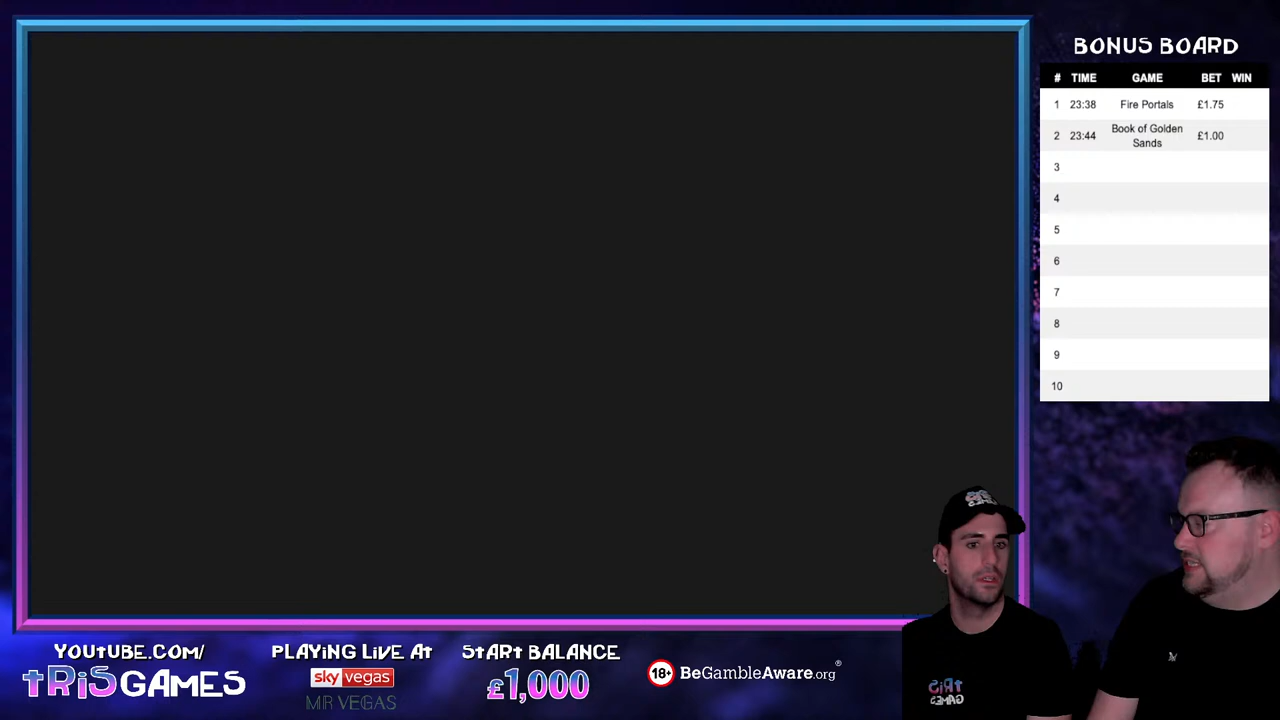 BONUS BOARD
# TIME GAME BET WIN
1 23:38 Fire Portals £1.75
2 23:44 Book of Golden Sands £1.00
3
4
5
6
7
8
9
10
YOUTUBE.COM/
tRiSGAMES
PLAYING LIVE AT
sky vegas
MR VEGAS
START BALANCE
£1,000
18+ BeGambleAware.org®
tRiS
GAMES